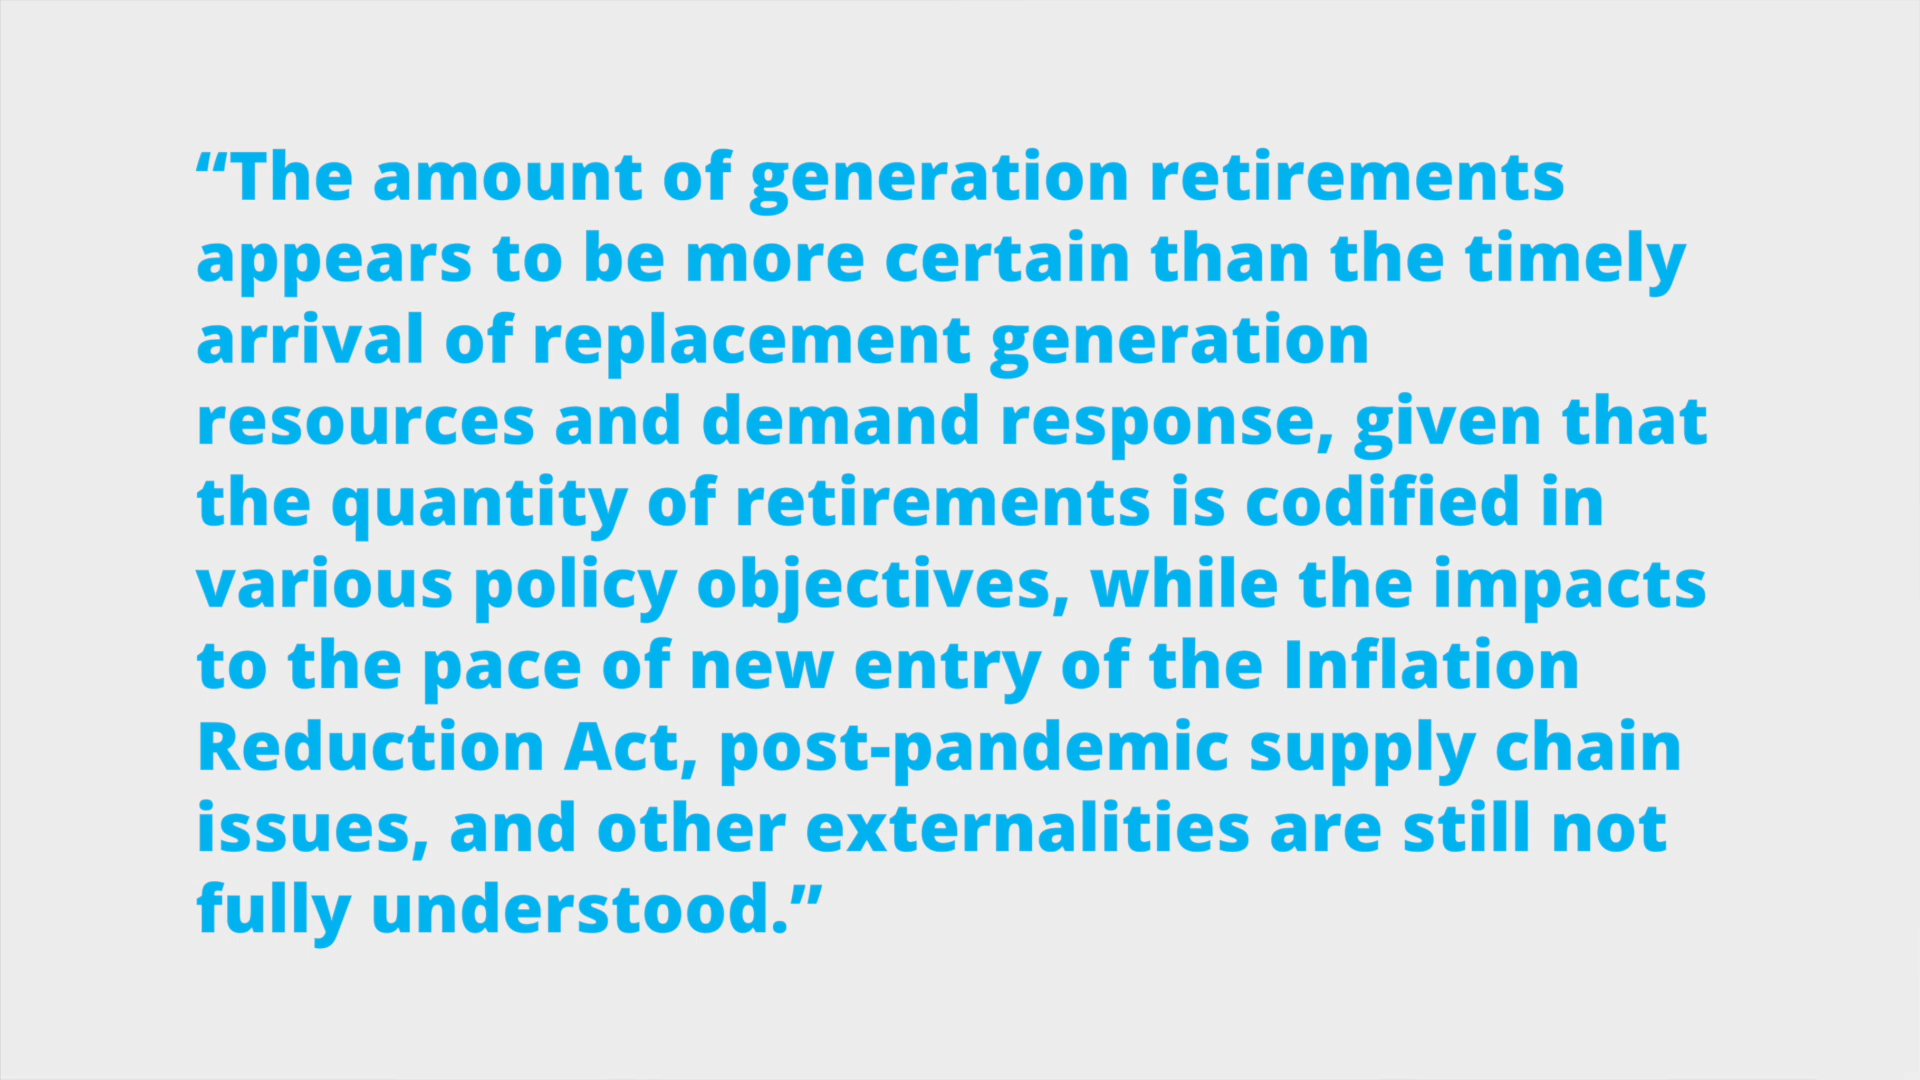 “The amount of generation retirements
appears to be more certain than the timely
arrival of replacement generation
resources and demand response, given that
the quantity of retirements is codified in
various policy objectives, while the impacts
to the pace of new entry of the Inflation
Reduction Act, post-pandemic supply chain
issues, and other externalities are still not
fully understood.”